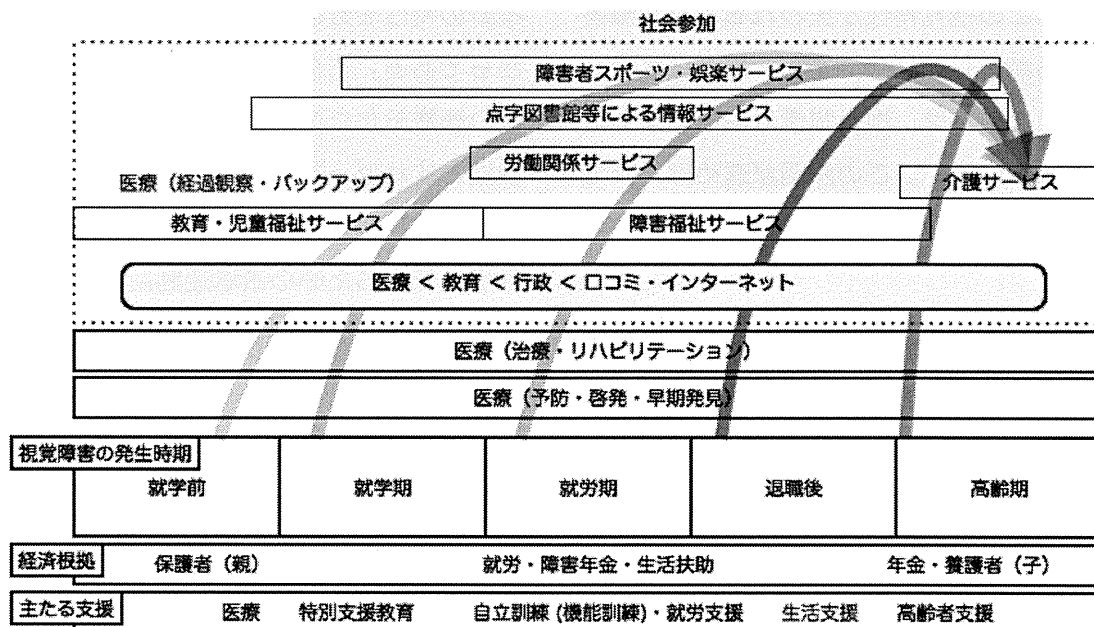 社会参加
障害者スポーツ・娯楽サービス
点字図書館等による情報サービス
労働関係サービス
医療（経過観察・バックアップ）
介護サービス
教育・児童福祉サービス 障害福祉サービス
医療 < 教育 < 行政 < 口コミ・インターネット
医療（治療・リハビリテーション）
医療（予防・啓発・早期発見）
視覚障害の発生時期
就学前 就学期 就労期 退職後 高齢期
経済根拠 保護者（親） 就労・障害年金・生活扶助 年金・養護者（子）
主たる支援 医療 特別支援教育 自立訓練 (機能訓練)・就労支援 生活支援 高齢者支援